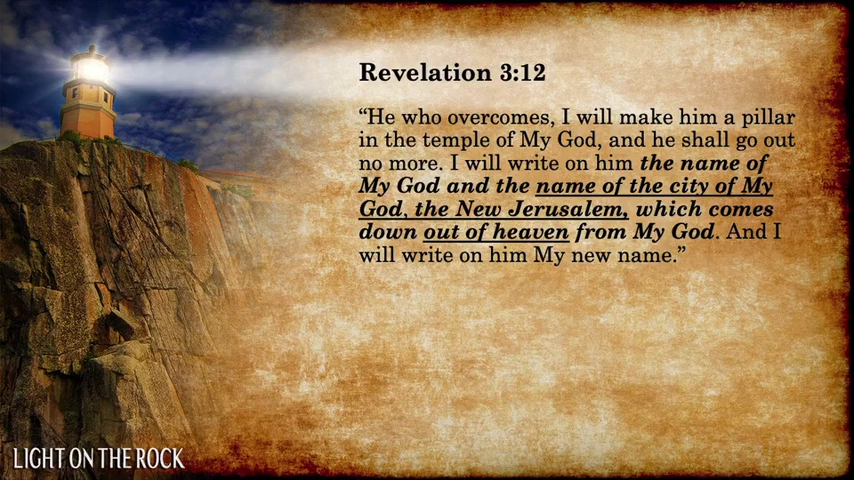 Revelation 3:12
“He who overcomes, I will make him a pillar
in the temple of My God, and he shall go out
no more. I will write on him the name of
My God and the name of the city of My
God, the New Jerusalem, which comes
down out of heaven from My God. And I
will write on him My new name.”
LIGHT ON THE ROCK